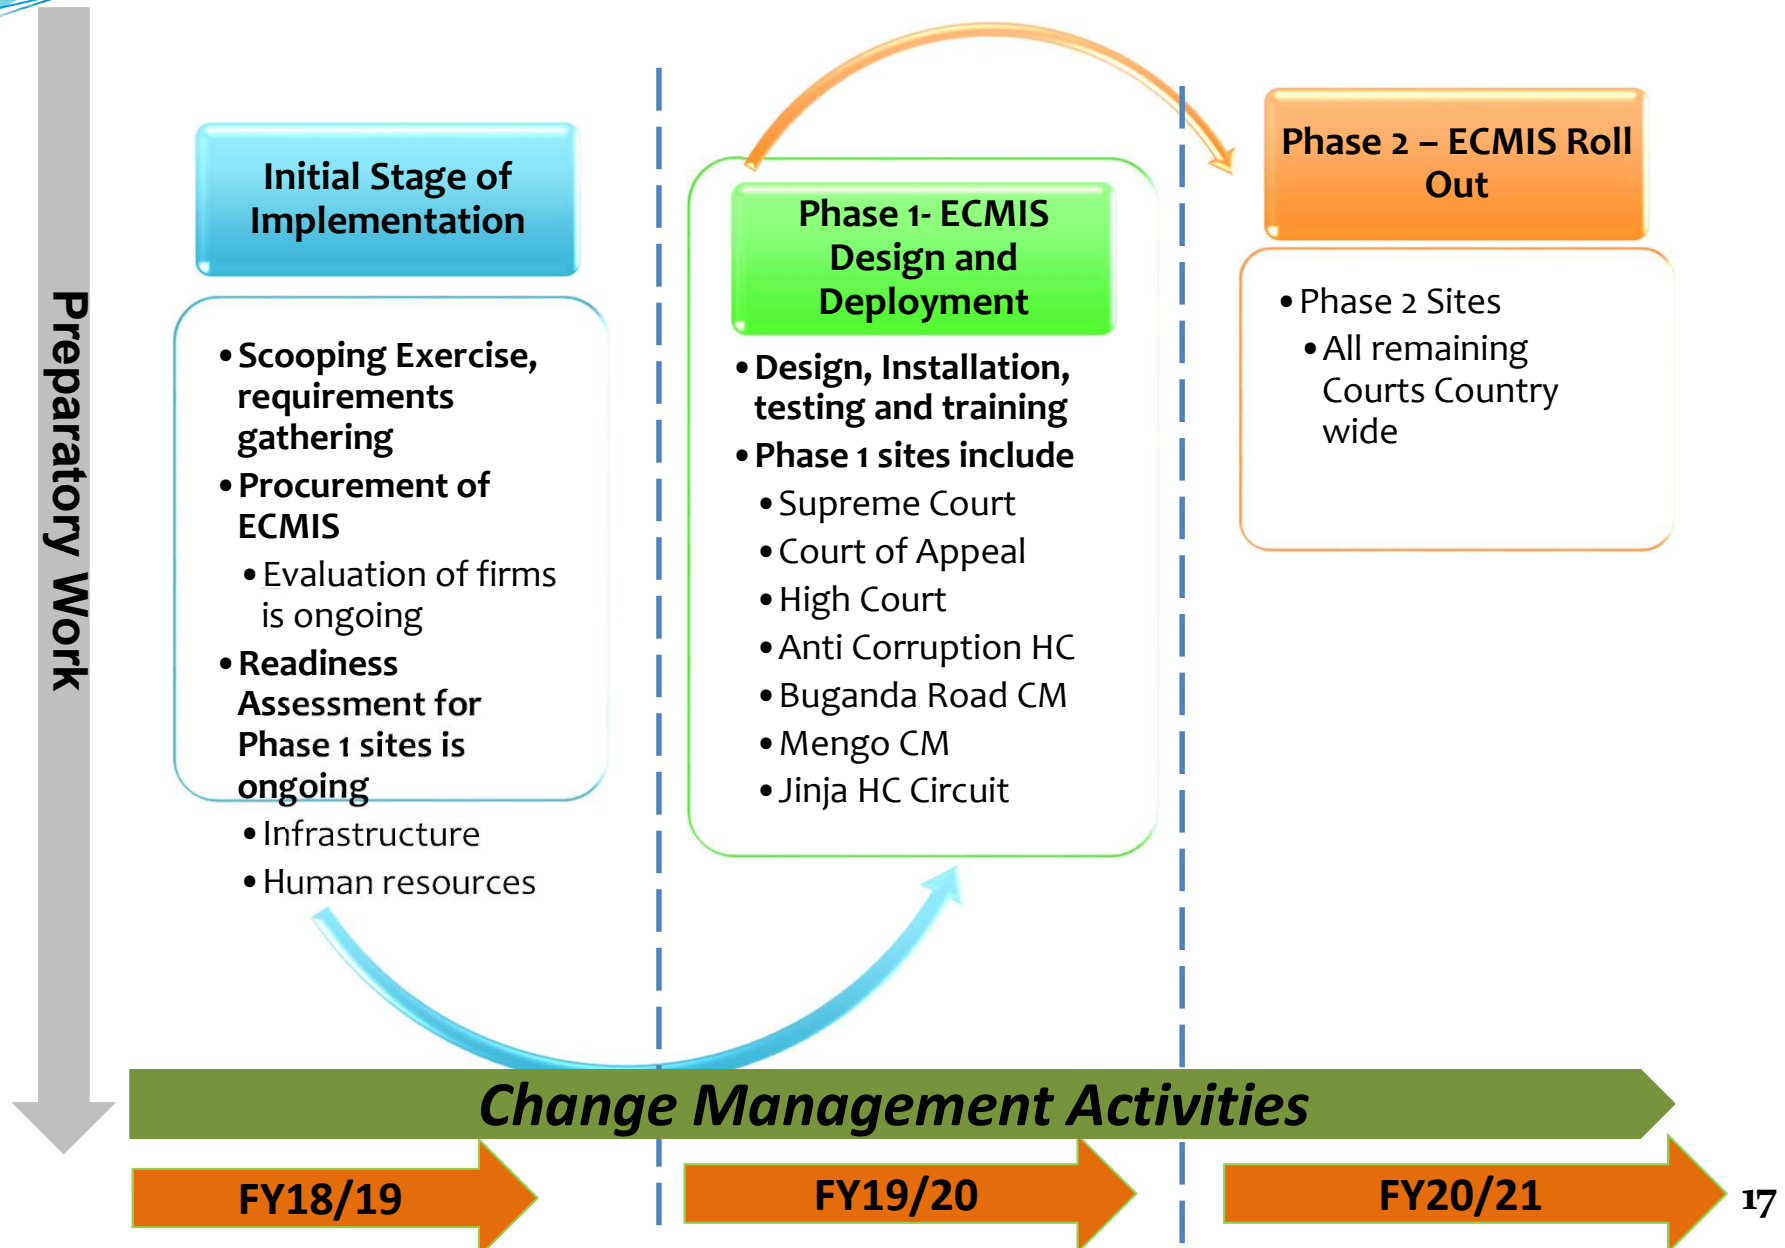 Preparatory Work
Initial Stage of
Implementation
•Scooping Exercise,
requirements
gathering
•Procurement of
ECMIS
•Evaluation of firms
is ongoing
•Readiness
Assessment for
Phase 1 sites is
ongoing
•Infrastructure
•Human resources
Phase 1- ECMIS
Design and
Deployment
•Design, Installation,
testing and training
•Phase 1 sites include
•Supreme Court
•Court of Appeal
•High Court
•Anti Corruption HC
•Buganda Road CM
•Mengo CM
•Jinja HC Circuit
Phase 2 – ECMIS Roll
Out
•Phase 2 Sites
•All remaining
Courts Country
wide
Change Management Activities
FY18/19
FY19/20
FY20/21
17